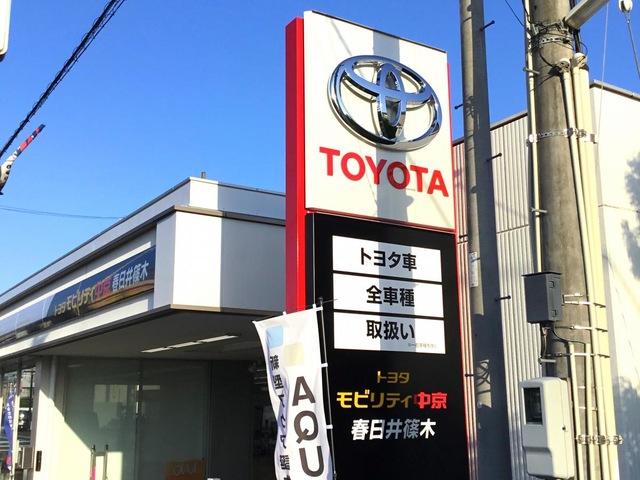 TOYOTA
トヨタ車
全車種
取扱い
トヨタ
モビリティ中京
春日井篠木
トヨタモビリティ中京 春日井篠木
AQU